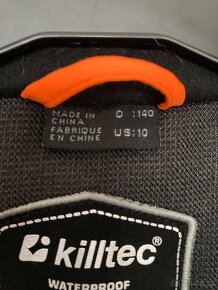 MADE IN D :140
CHINA
FABRIQUE US:10
EN CHINE
killtec®
WATERPROOF